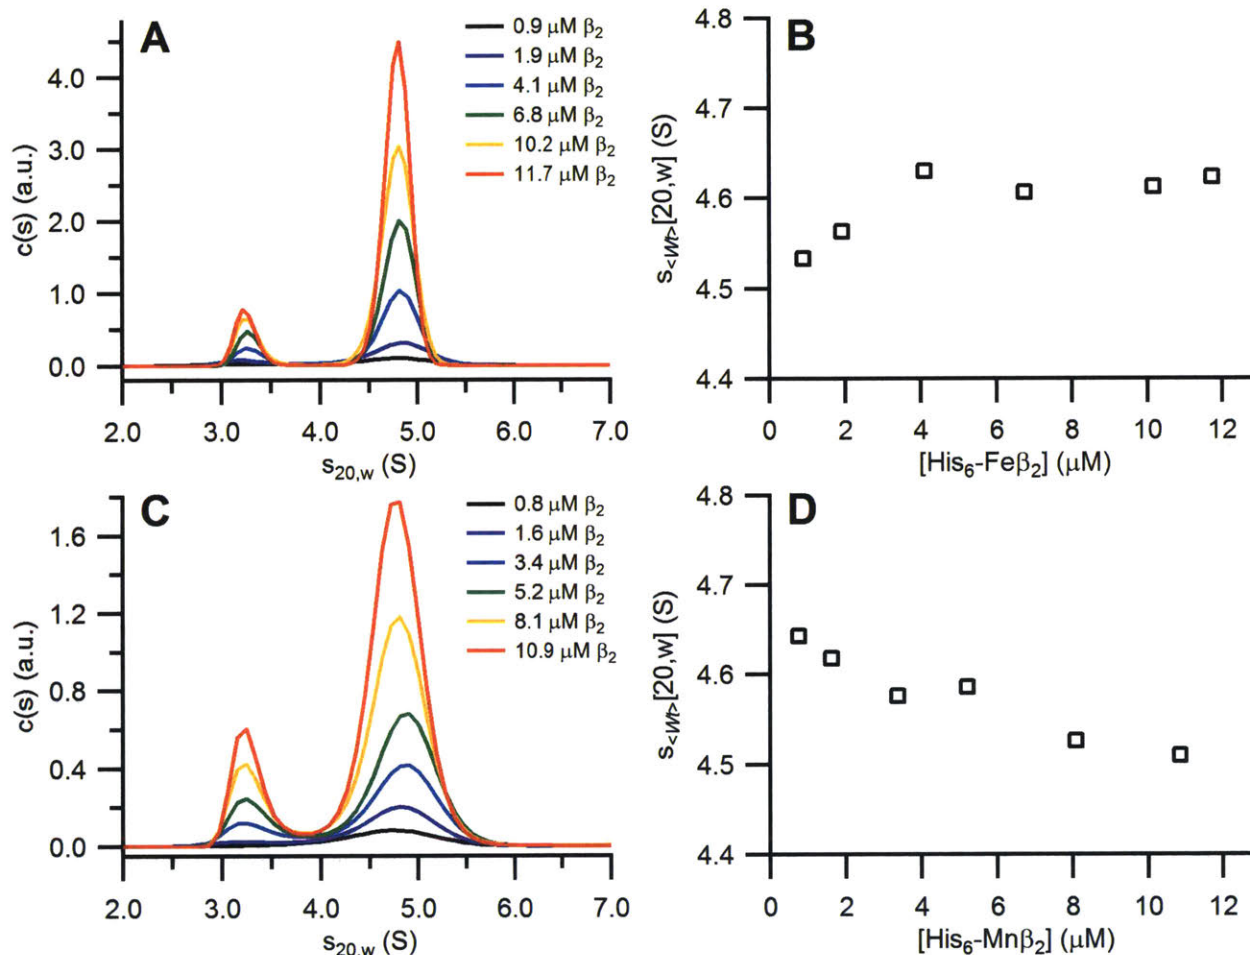 A
0.9 μM β₂
1.9 μM β₂
4.1 μM β₂
6.8 μM β₂
10.2 μM β₂
11.7 μM β₂
c(s) (a.u.)
4.0
3.0
2.0
1.0
0.0
2.0 3.0 4.0 5.0 6.0 7.0
s₂₀,w (S)
B
s<Wt>[20,w] (S)
4.8
4.7
4.6
4.5
4.4
0 2 4 6 8 10 12
[His₆-Feβ₂] (μM)
C
0.8 μM β₂
1.6 μM β₂
3.4 μM β₂
5.2 μM β₂
8.1 μM β₂
10.9 μM β₂
c(s) (a.u.)
1.6
1.2
0.8
0.4
0.0
2.0 3.0 4.0 5.0 6.0 7.0
s₂₀,w (S)
D
s<Wt>[20,w] (S)
4.8
4.7
4.6
4.5
4.4
0 2 4 6 8 10 12
[His₆-Mnβ₂] (μM)